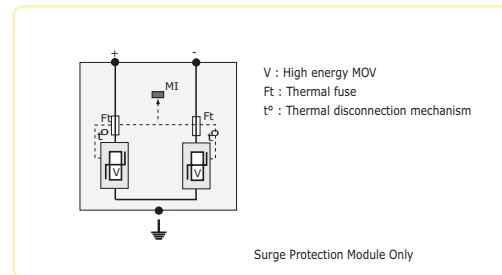 + -
MI
Ft Ft
t° t°
V V
V : High energy MOV
Ft : Thermal fuse
t° : Thermal disconnection mechanism
Surge Protection Module Only